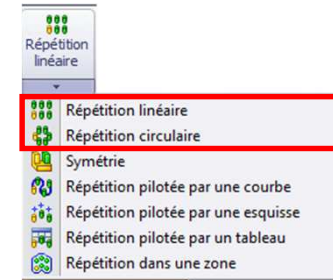 Répétition
linéaire
Répétition linéaire
Répétition circulaire
Symétrie
Répétition pilotée par une courbe
Répétition pilotée par une esquisse
Répétition pilotée par un tableau
Répétition dans une zone